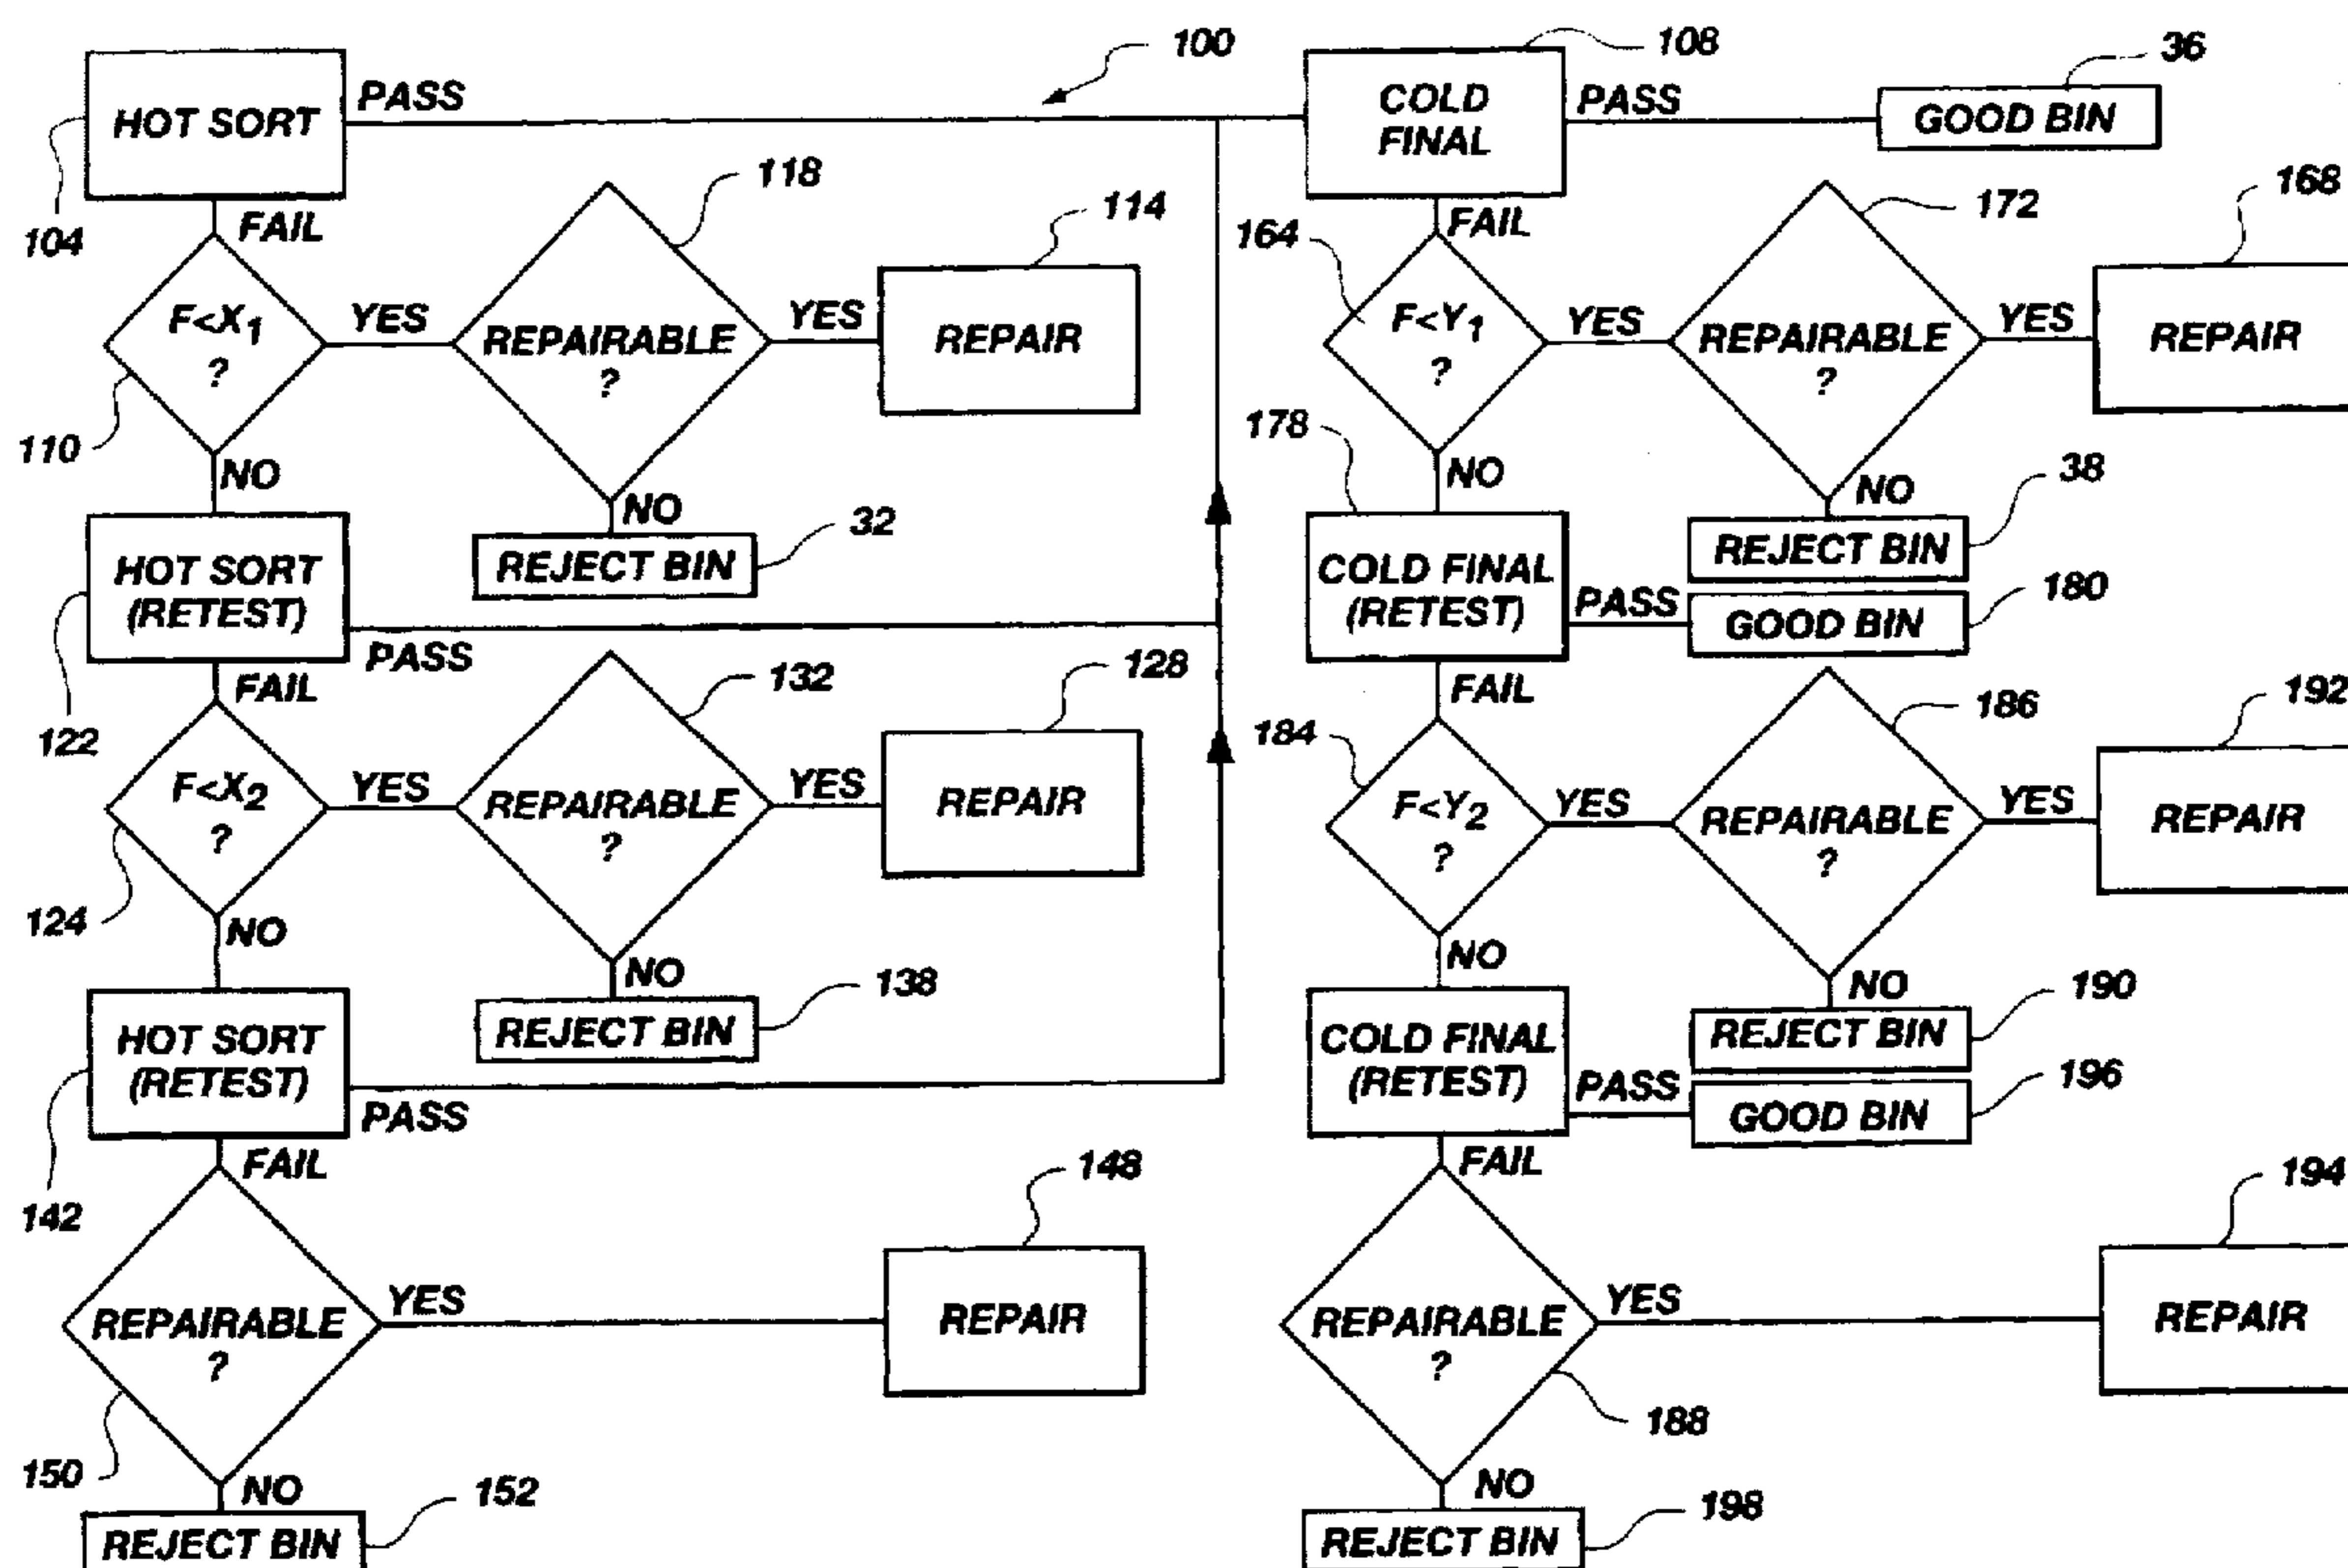 100
HOT SORT
PASS
104
FAIL
F<X1
?
110
YES
118
REPAIRABLE
?
YES
114
REPAIR
NO
REJECT BIN
32
NO
HOT SORT
(RETEST)
PASS
122
FAIL
F<X2
?
124
YES
132
REPAIRABLE
?
YES
128
REPAIR
NO
REJECT BIN
138
NO
HOT SORT
(RETEST)
PASS
142
FAIL
REPAIRABLE
?
150
YES
148
REPAIR
NO
REJECT BIN
152
108
COLD
FINAL
PASS
36
GOOD BIN
FAIL
164
F<Y1
?
YES
172
REPAIRABLE
?
YES
168
REPAIR
NO
REJECT BIN
38
178
NO
COLD FINAL
(RETEST)
PASS
GOOD BIN
180
FAIL
184
F<Y2
?
YES
186
REPAIRABLE
?
YES
192
REPAIR
NO
REJECT BIN
190
NO
COLD FINAL
(RETEST)
PASS
GOOD BIN
196
FAIL
REPAIRABLE
?
188
YES
194
REPAIR
NO
REJECT BIN
198